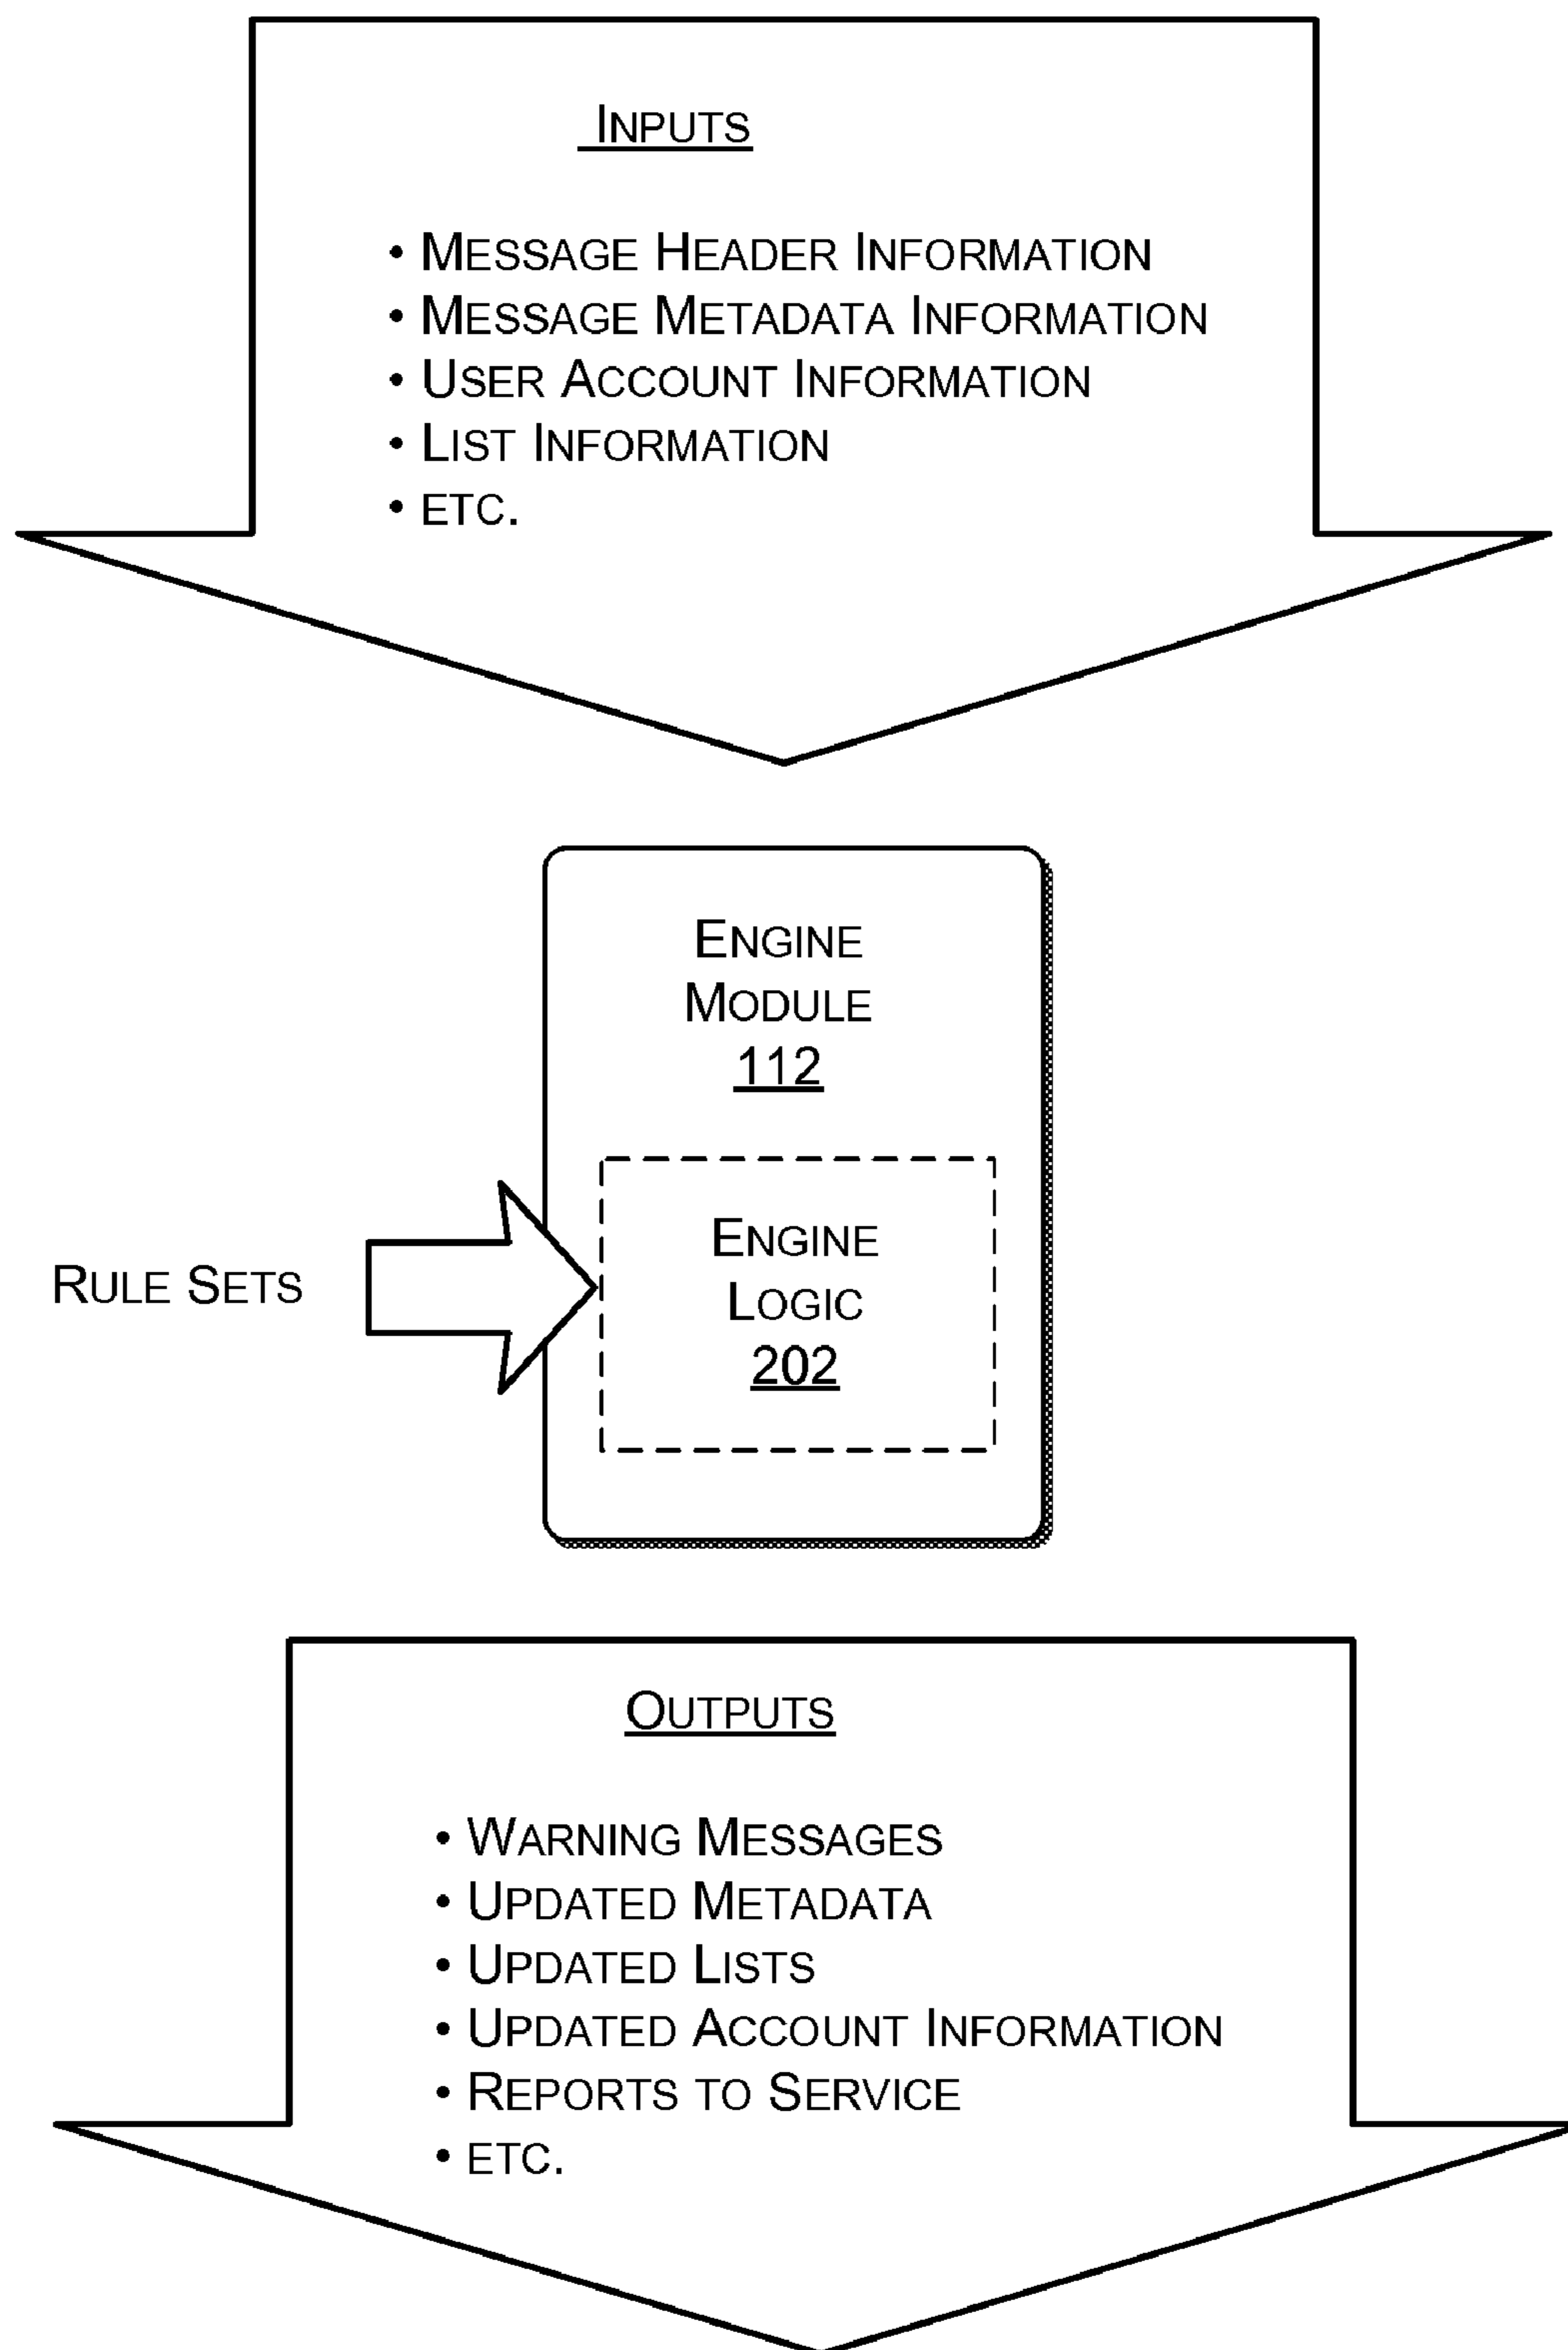 INPUTS
• MESSAGE HEADER INFORMATION
• MESSAGE METADATA INFORMATION
• USER ACCOUNT INFORMATION
• LIST INFORMATION
• ETC.
ENGINE
MODULE
112
RULE SETS
ENGINE
LOGIC
202
OUTPUTS
• WARNING MESSAGES
• UPDATED METADATA
• UPDATED LISTS
• UPDATED ACCOUNT INFORMATION
• REPORTS TO SERVICE
• ETC.